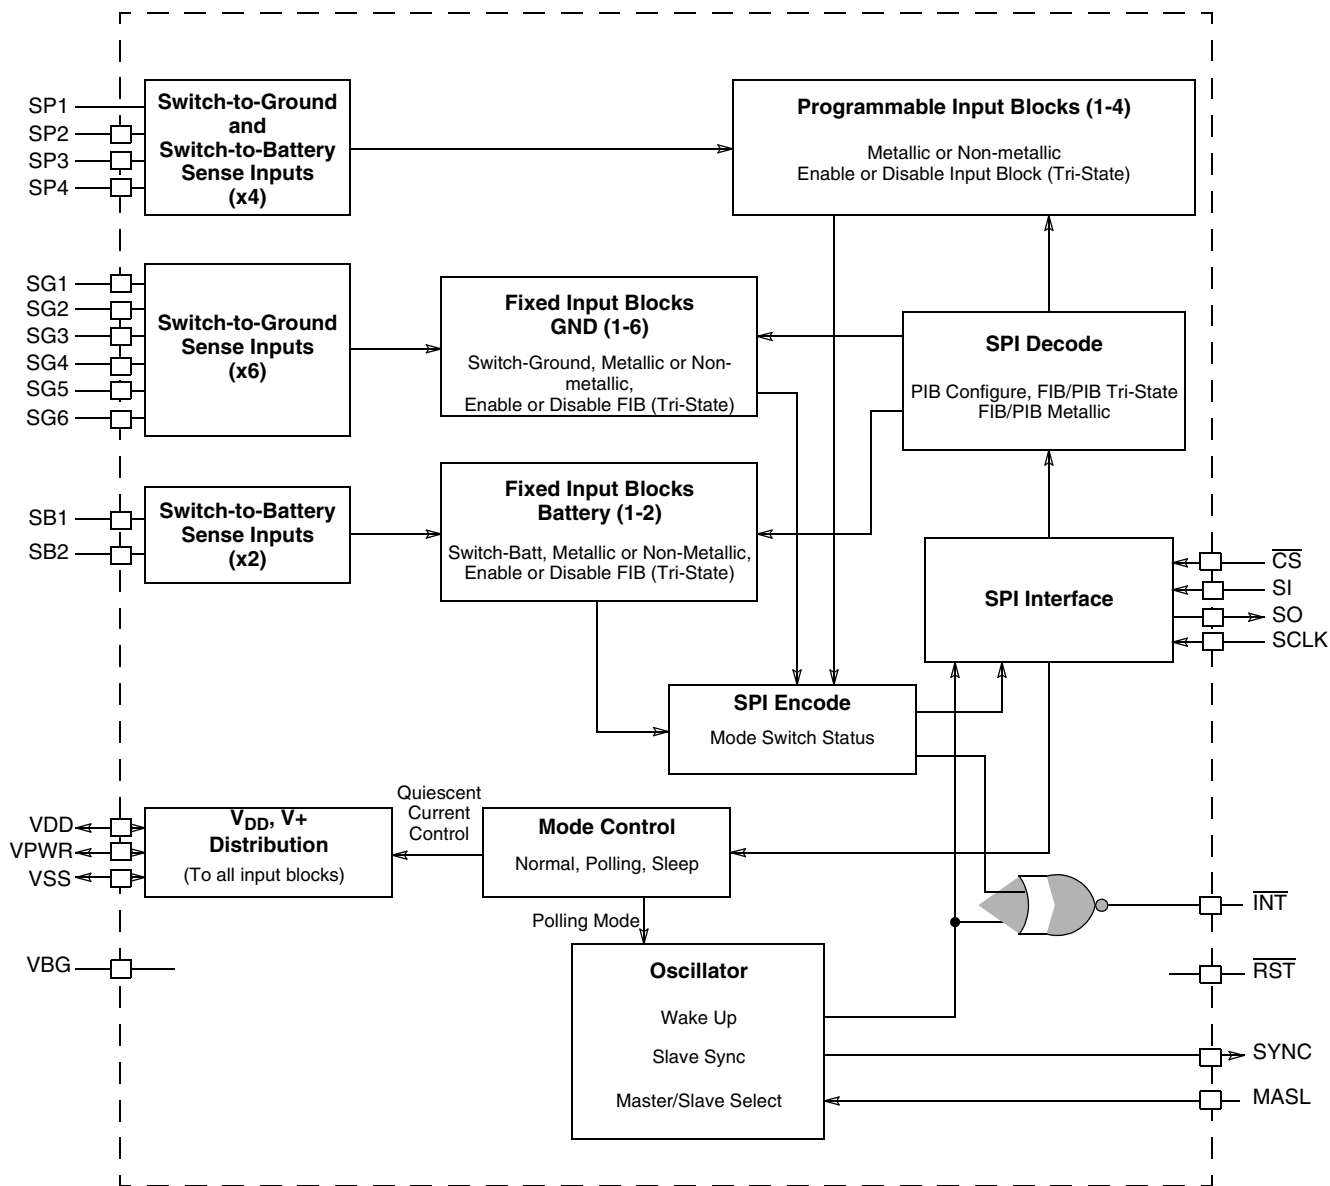 SP1
SP2
SP3
SP4
Switch-to-Ground
and
Switch-to-Battery
Sense Inputs
(x4)
Programmable Input Blocks (1-4)
Metallic or Non-metallic
Enable or Disable Input Block (Tri-State)
SG1
SG2
SG3
SG4
SG5
SG6
Switch-to-Ground
Sense Inputs
(x6)
Fixed Input Blocks
GND (1-6)
Switch-Ground, Metallic or Non-
metallic,
Enable or Disable FIB (Tri-State)
SPI Decode
PIB Configure, FIB/PIB Tri-State
FIB/PIB Metallic
SB1
SB2
Switch-to-Battery
Sense Inputs
(x2)
Fixed Input Blocks
Battery (1-2)
Switch-Batt, Metallic or Non-Metallic,
Enable or Disable FIB (Tri-State)
SPI Interface
C̅S̅
SI
SO
SCLK
SPI Encode
Mode Switch Status
VDD
VPWR
VSS
VDD, V+
Distribution
(To all input blocks)
Quiescent
Current
Control
Mode Control
Normal, Polling, Sleep
I̅N̅T̅
Polling Mode
VBG
Oscillator
Wake Up
Slave Sync
Master/Slave Select
R̅S̅T̅
SYNC
MASL